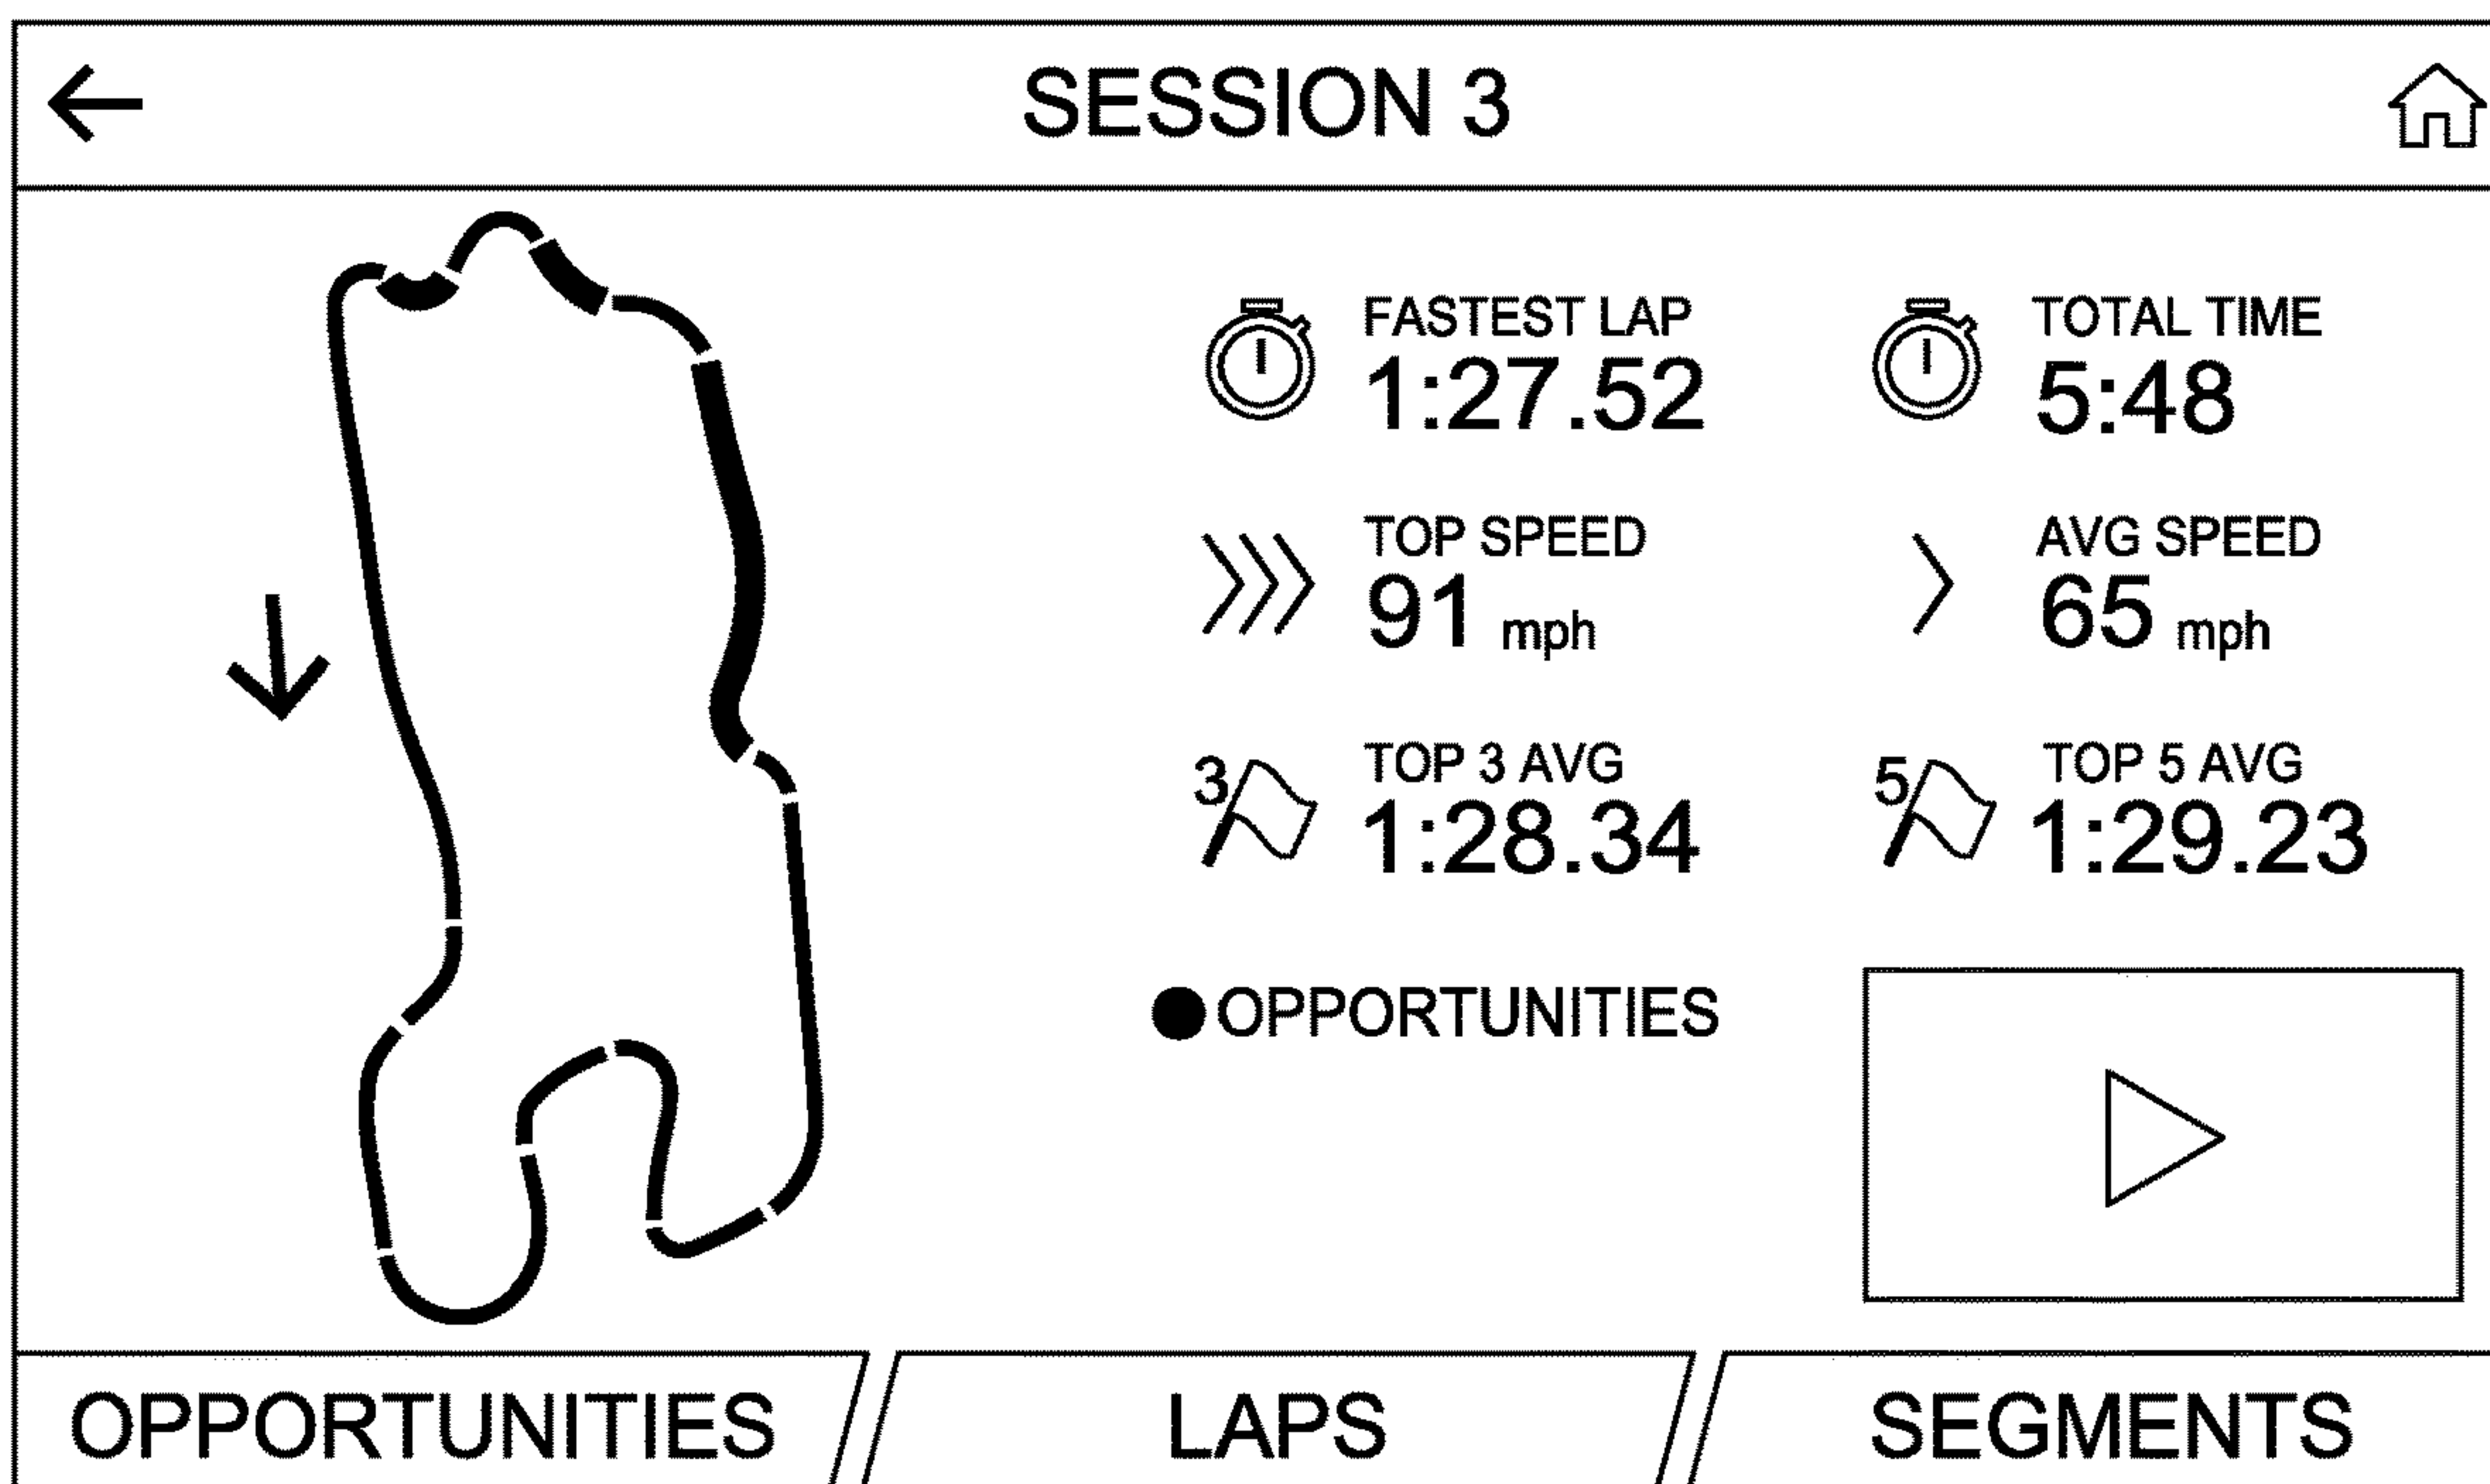 SESSION 3
FASTEST LAP
1:27.52
TOTAL TIME
5:48
TOP SPEED
91 mph
AVG SPEED
65 mph
3
TOP 3 AVG
1:28.34
5
TOP 5 AVG
1:29.23
OPPORTUNITIES
OPPORTUNITIES
LAPS
SEGMENTS